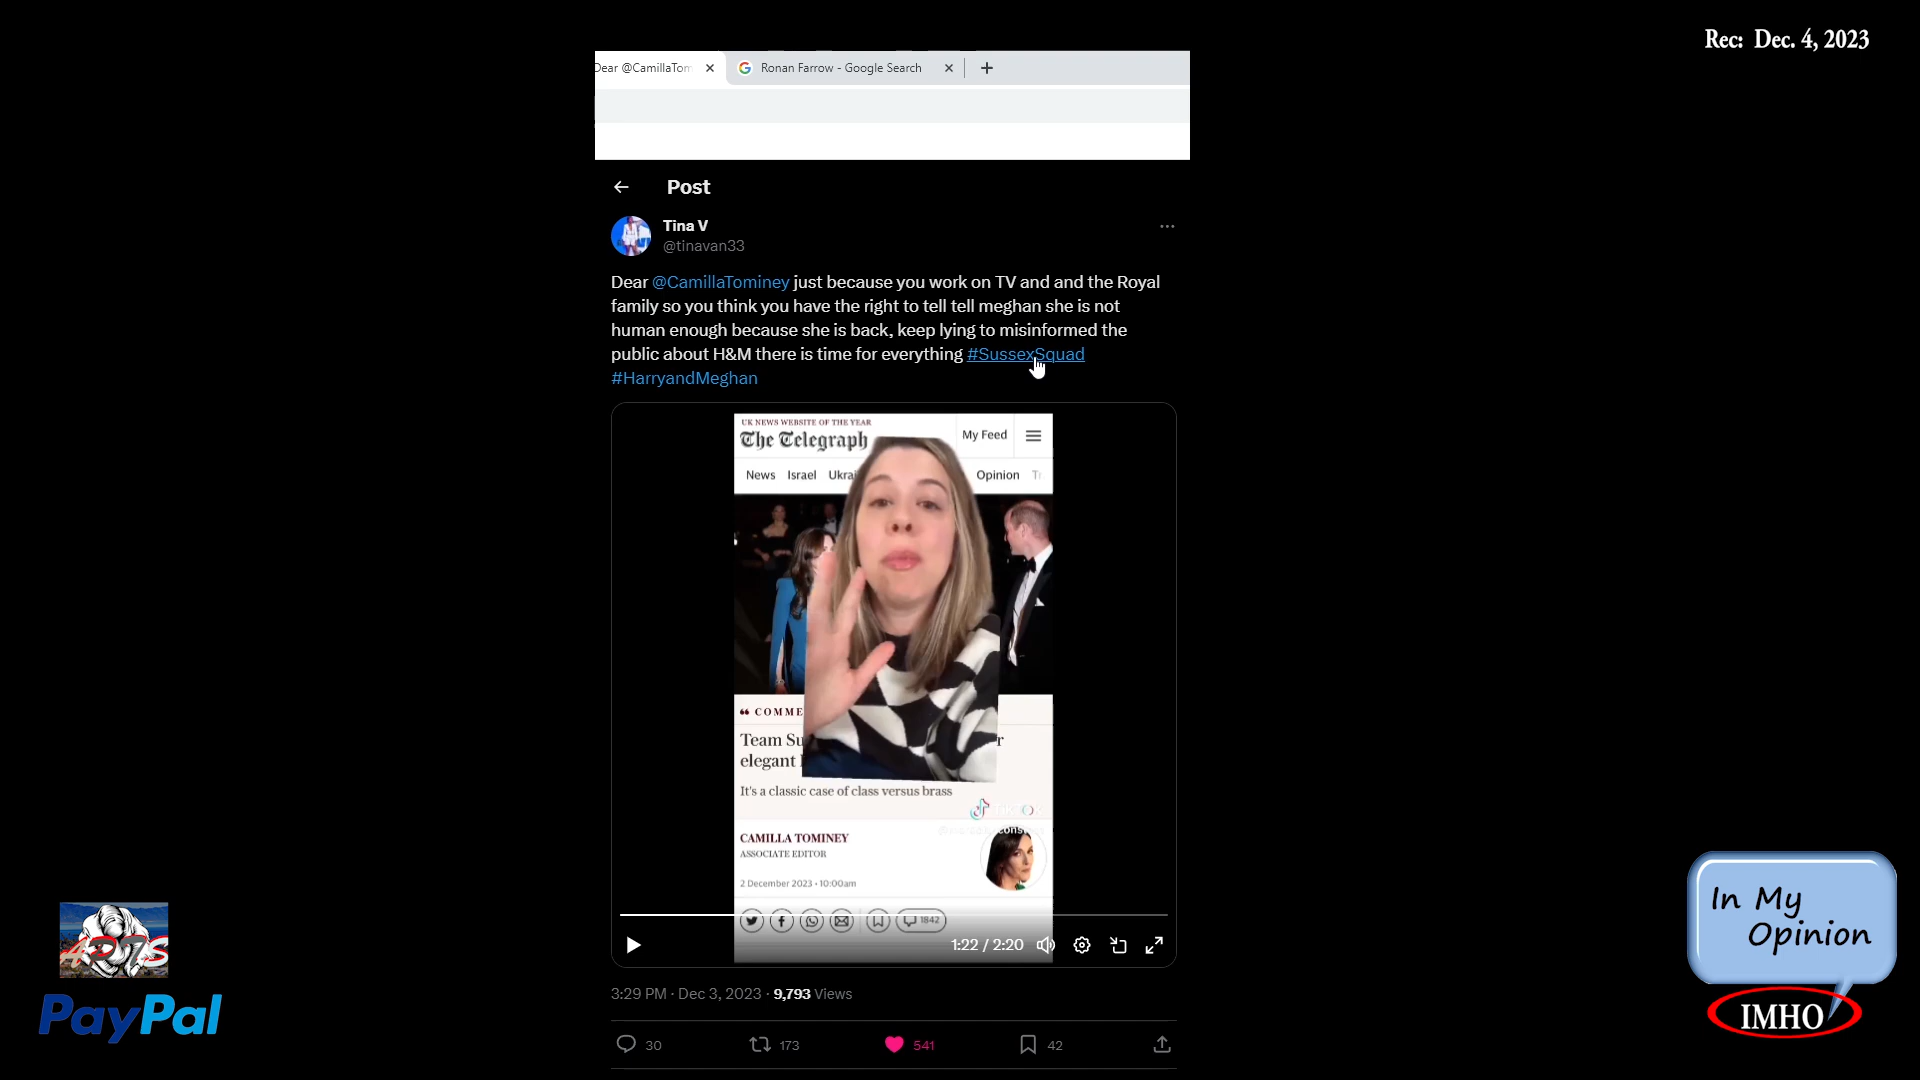 Rec: Dec. 4, 2023
Dear @CamillaTom
Ronan Farrow - Google Search
Post
Tina V
@tinavan33
Dear @CamillaTominey just because you work on TV and and the Royal
family so you think you have the right to tell tell meghan she is not
human enough because she is back, keep lying to misinformed the
public about H&M there is time for everything #SussexSquad
#HarryandMeghan
UK NEWS WEBSITE OF THE YEAR
The Telegraph
My Feed
News Israel Ukrai Opinion Tr
COMME
Team Su r
elegant
It's a classic case of class versus brass
TikTok
CAMILLA TOMINEY
ASSOCIATE EDITOR
2 December 2023 • 10:00am
1842
1:22 / 2:20
3:29 PM · Dec 3, 2023 · 9,793 Views
30 173 541 42
ARTS
PayPal
In My
Opinion
IMHO